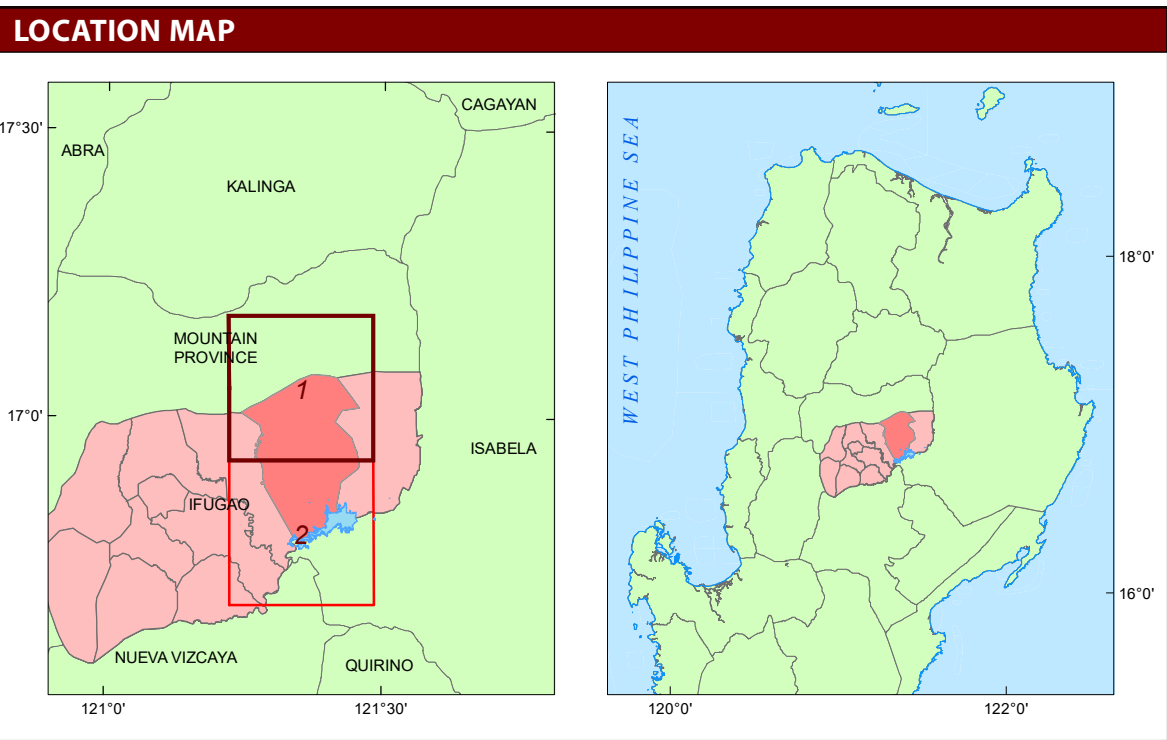 LOCATION MAP
CAGAYAN
17°30'
ABRA
KALINGA
MOUNTAIN
PROVINCE
1
17°0'
ISABELA
IFUGAO
2
NUEVA VIZCAYA
QUIRINO
121°0'
121°30'
WEST PHILIPPINE SEA
18°0'
16°0'
120°0'
122°0'